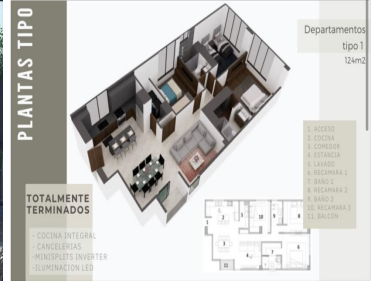 PLANTAS TIPO
Departamentos
tipo 1
124m2
1. ACCESO
2. COCINA
3. COMEDOR
4. ESTANCIA
5. LAVADO
6. RECAMARA 1
7. BAÑO 1
8. RECAMARA 2
9. BAÑO 2
10. RECAMARA 3
11. BALCON
TOTALMENTE
TERMINADOS
- COCINA INTEGRAL
- CANCELERIAS
-MINISPLITS INVERTER
-ILUMINACION LED